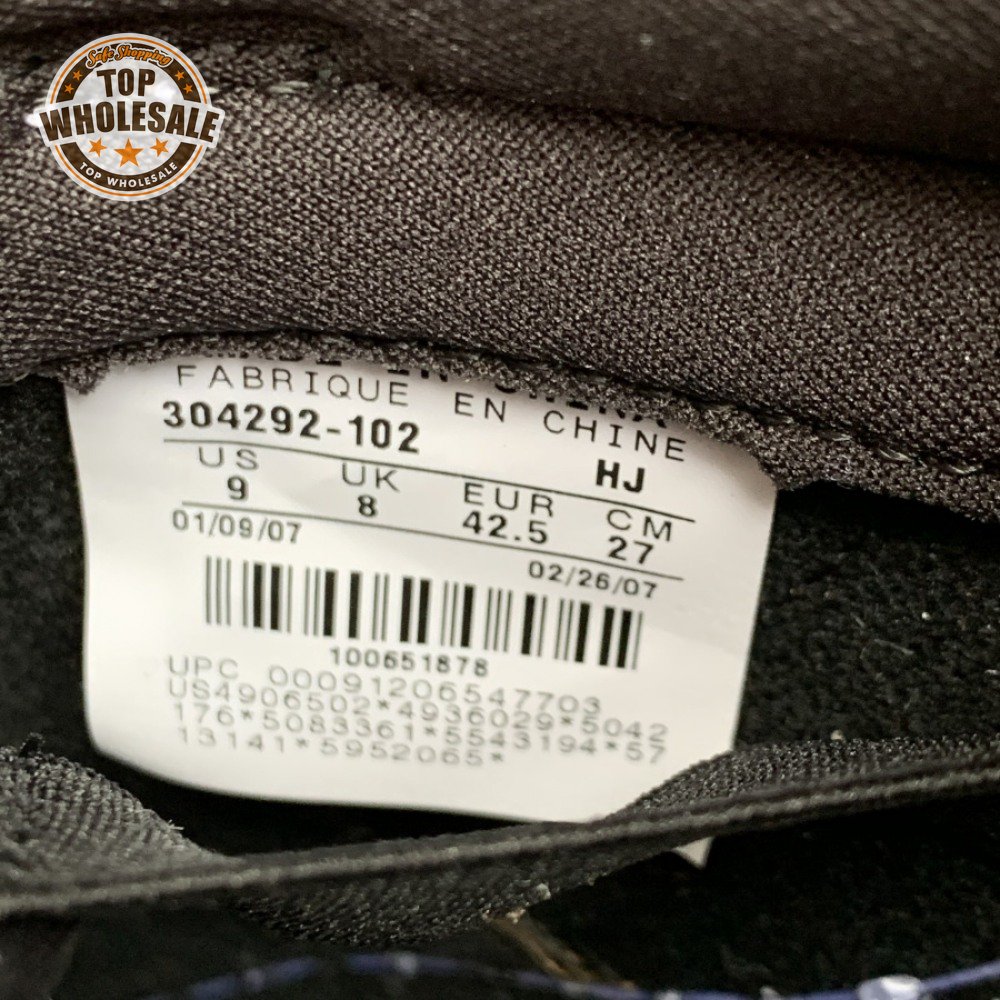 Safe Shopping
TOP
WHOLESALE
TOP WHOLESALE
FABRIQUE EN CHINE
304292-102 HJ
US UK EUR CM
9 8 42.5 27
01/09/07 02/26/07
100651878
UPC 00091206547703
US4906502*4936029*5042
176*5083361*5543194*57
13141*5952065*